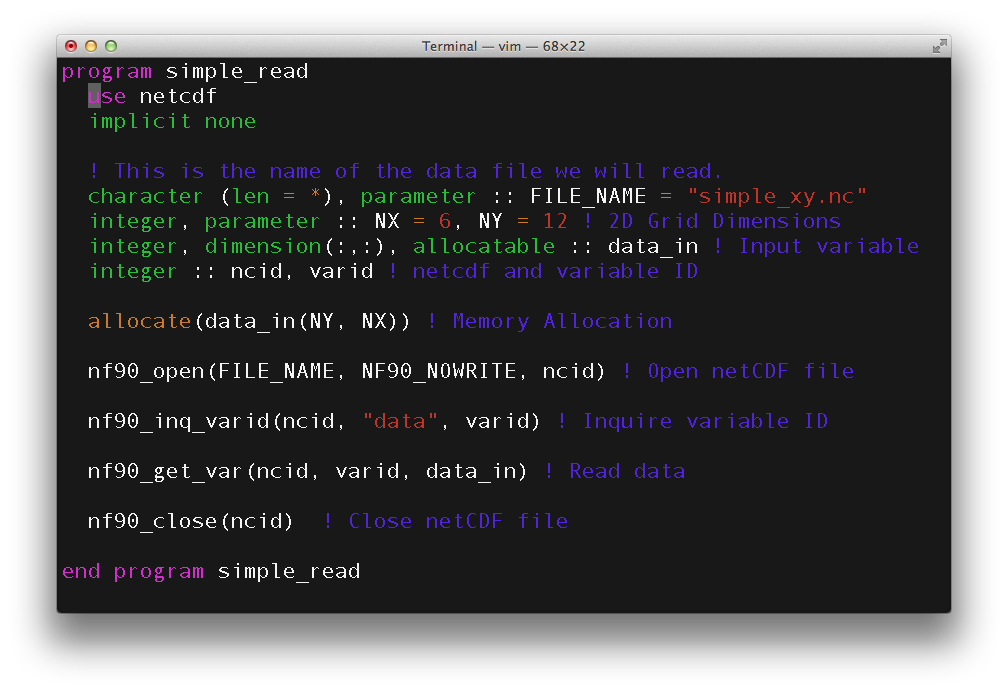 Terminal — vim — 68×22
program simple_read
  use netcdf
  implicit none

  ! This is the name of the data file we will read.
  character (len = *), parameter :: FILE_NAME = "simple_xy.nc"
  integer, parameter :: NX = 6, NY = 12 ! 2D Grid Dimensions
  integer, dimension(:,:), allocatable :: data_in ! Input variable
  integer :: ncid, varid ! netcdf and variable ID

  allocate(data_in(NY, NX)) ! Memory Allocation

  nf90_open(FILE_NAME, NF90_NOWRITE, ncid) ! Open netCDF file

  nf90_inq_varid(ncid, "data", varid) ! Inquire variable ID

  nf90_get_var(ncid, varid, data_in) ! Read data

  nf90_close(ncid)  ! Close netCDF file

end program simple_read